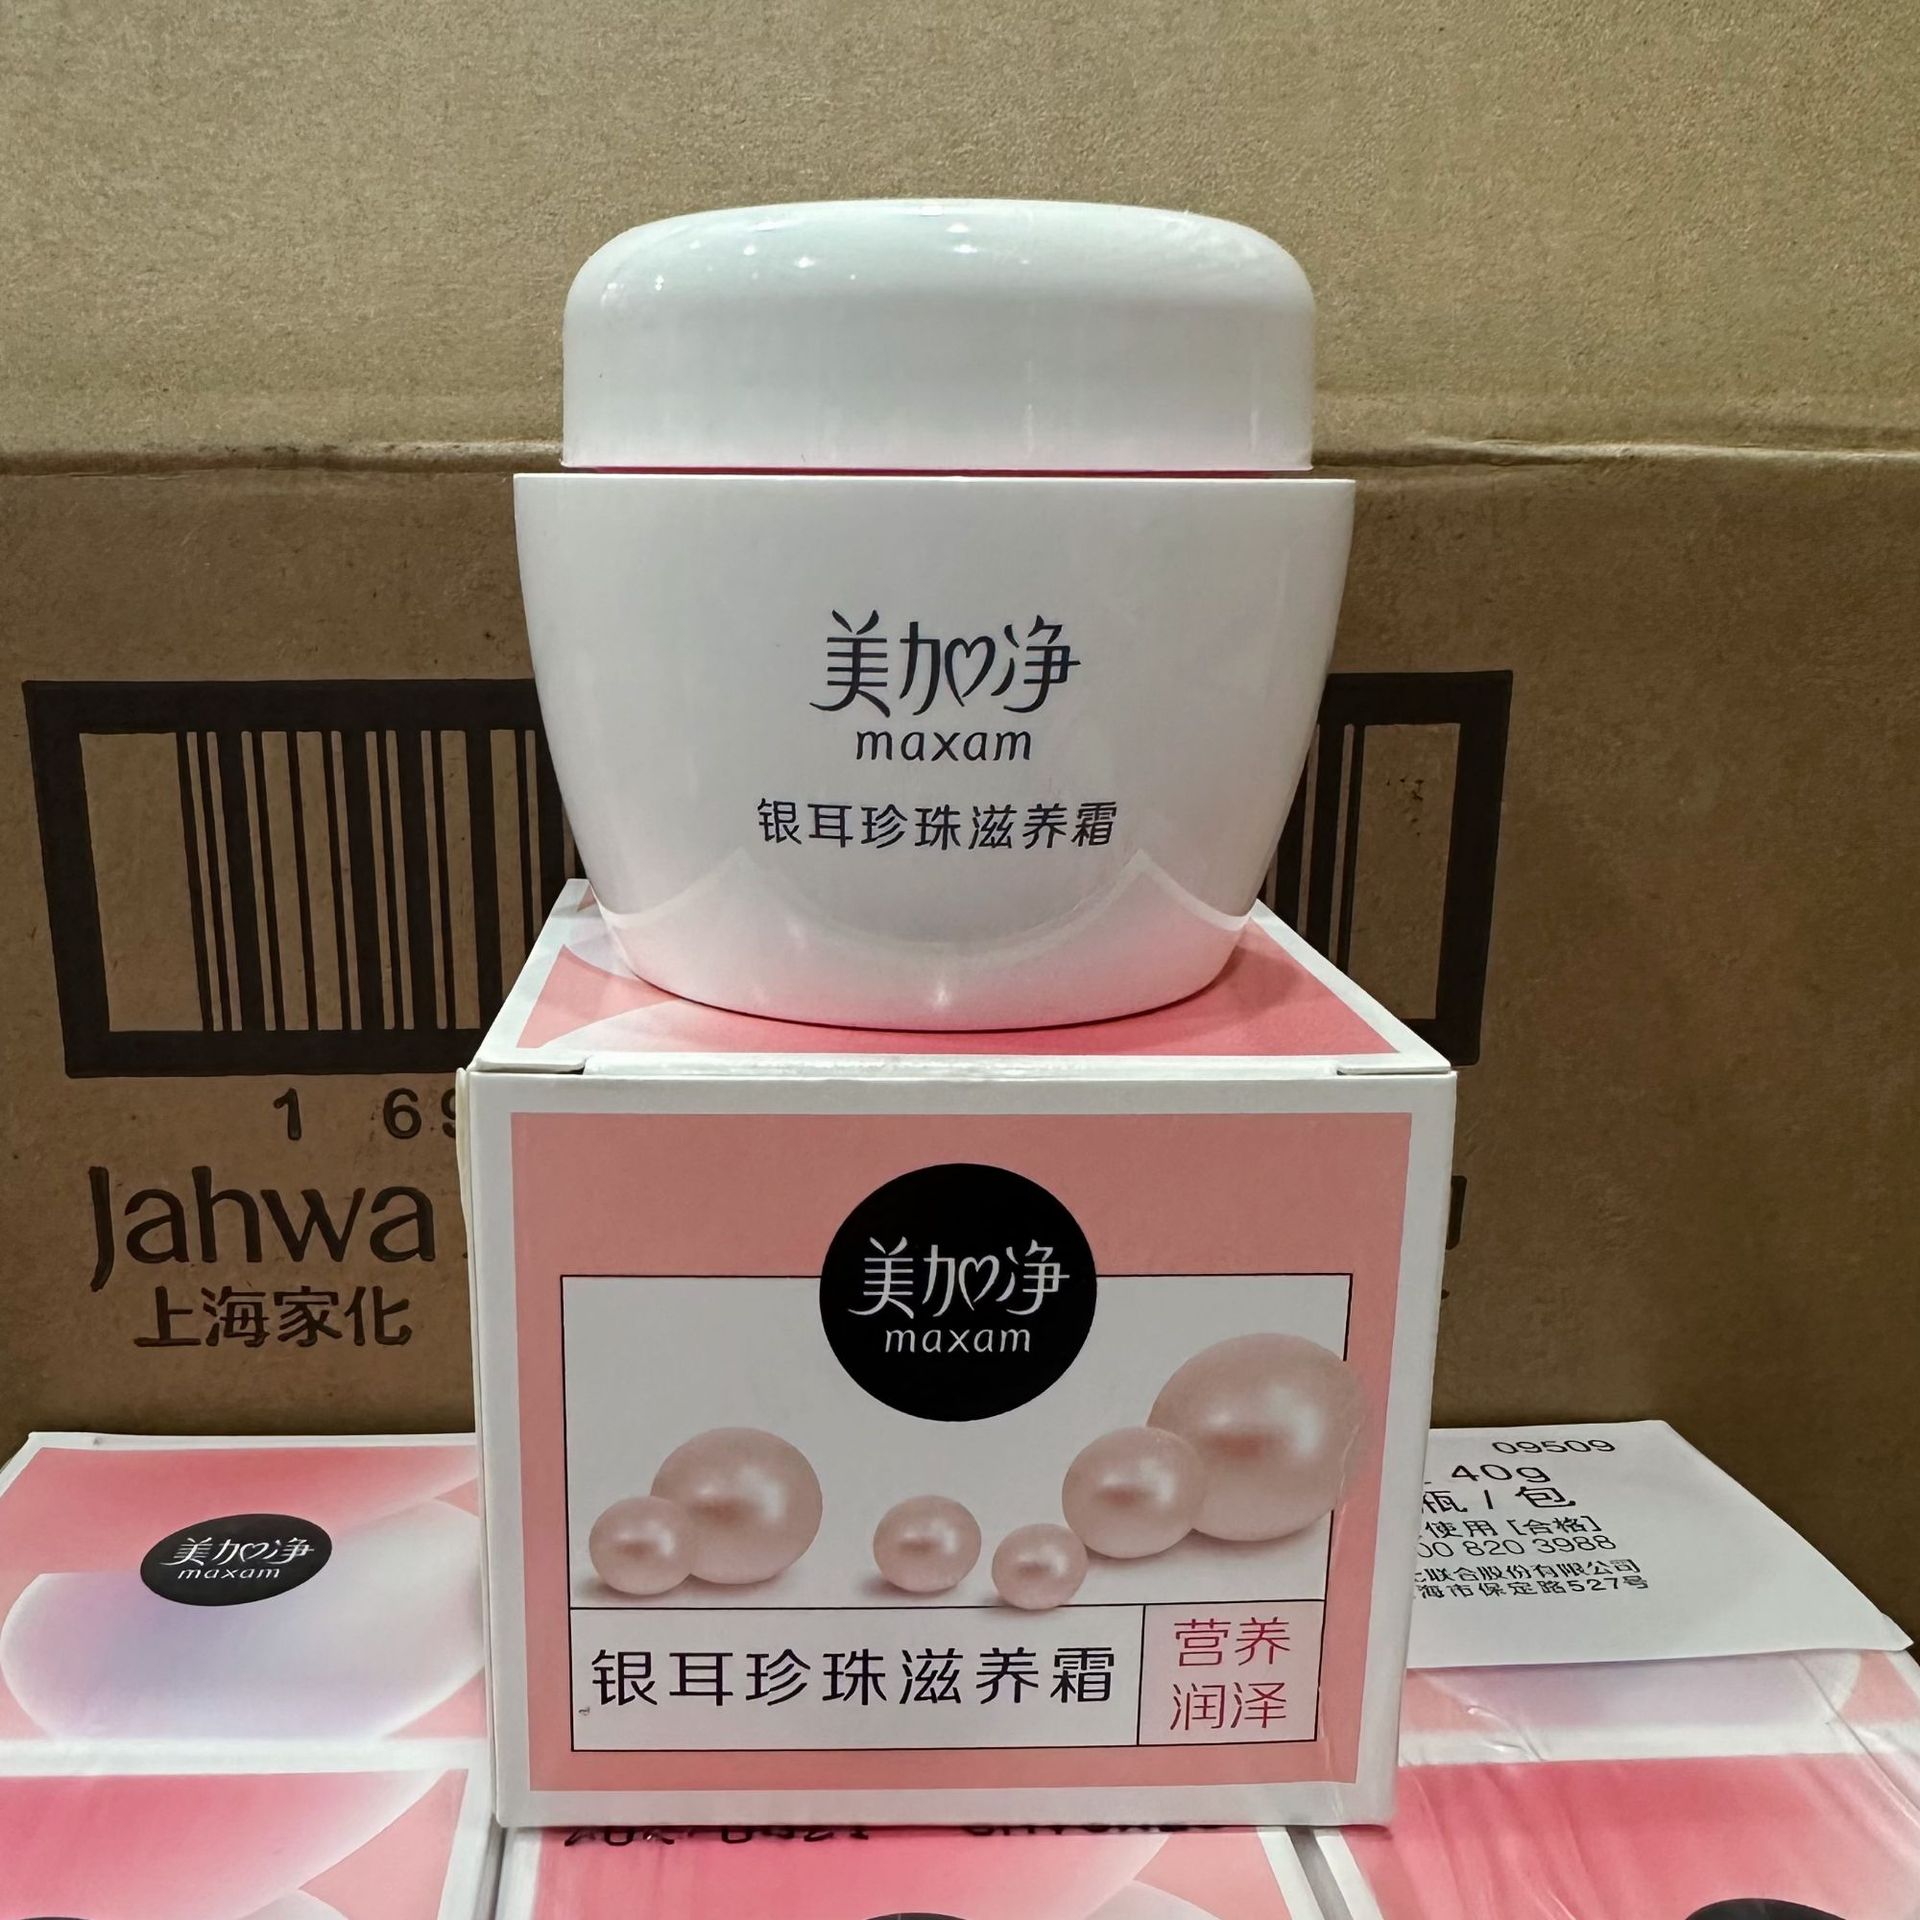 美加净
maxam
银耳珍珠滋养霜
1 69
Jahwa
上海家化
美加净
maxam
银耳珍珠滋养霜
营养
润泽
美加净
maxam
09509
40g
瓶 / 包
使用 [合格]
00 820 3988
联合股份有限公司
海市保定路527号